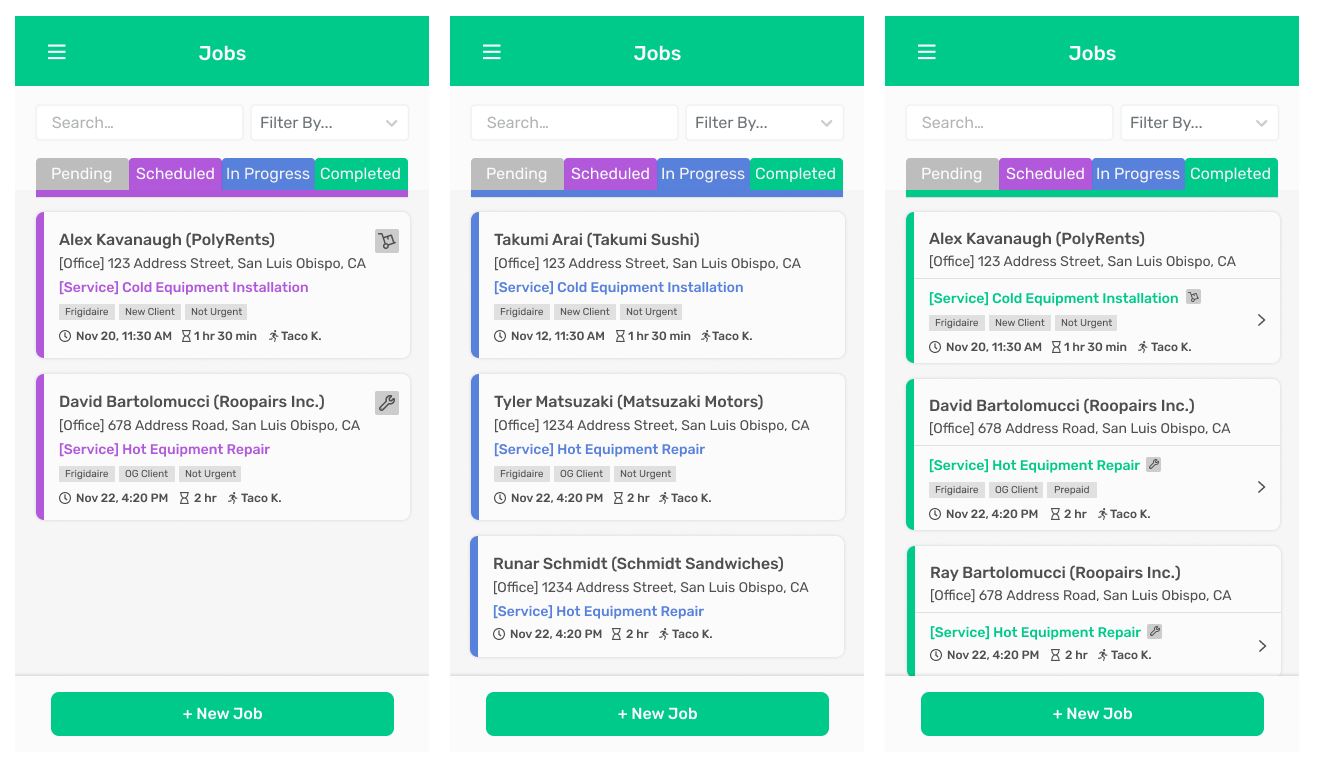 Jobs
Search...
Filter By...
Pending Scheduled In Progress Completed
Alex Kavanaugh (PolyRents)
[Office] 123 Address Street, San Luis Obispo, CA
[Service] Cold Equipment Installation
Frigidaire New Client Not Urgent
Nov 20, 11:30 AM 1 hr 30 min Taco K.
David Bartolomucci (Roopairs Inc.)
[Office] 678 Address Road, San Luis Obispo, CA
[Service] Hot Equipment Repair
Frigidaire OG Client Not Urgent
Nov 22, 4:20 PM 2 hr Taco K.
+ New Job
Jobs
Search...
Filter By...
Pending Scheduled In Progress Completed
Takumi Arai (Takumi Sushi)
[Office] 123 Address Street, San Luis Obispo, CA
[Service] Cold Equipment Installation
Frigidaire New Client Not Urgent
Nov 12, 11:30 AM 1 hr 30 min Taco K.
Tyler Matsuzaki (Matsuzaki Motors)
[Office] 1234 Address Street, San Luis Obispo, CA
[Service] Hot Equipment Repair
Frigidaire OG Client Not Urgent
Nov 22, 4:20 PM 2 hr Taco K.
Runar Schmidt (Schmidt Sandwiches)
[Office] 1234 Address Street, San Luis Obispo, CA
[Service] Hot Equipment Repair
Nov 22, 4:20 PM 2 hr Taco K.
+ New Job
Jobs
Search...
Filter By...
Pending Scheduled In Progress Completed
Alex Kavanaugh (PolyRents)
[Office] 123 Address Street, San Luis Obispo, CA
[Service] Cold Equipment Installation
Frigidaire New Client Not Urgent
Nov 20, 11:30 AM 1 hr 30 min Taco K.
David Bartolomucci (Roopairs Inc.)
[Office] 678 Address Road, San Luis Obispo, CA
[Service] Hot Equipment Repair
Frigidaire OG Client Prepaid
Nov 22, 4:20 PM 2 hr Taco K.
Ray Bartolomucci (Roopairs Inc.)
[Office] 678 Address Road, San Luis Obispo, CA
[Service] Hot Equipment Repair
Nov 22, 4:20 PM 2 hr Taco K.
+ New Job